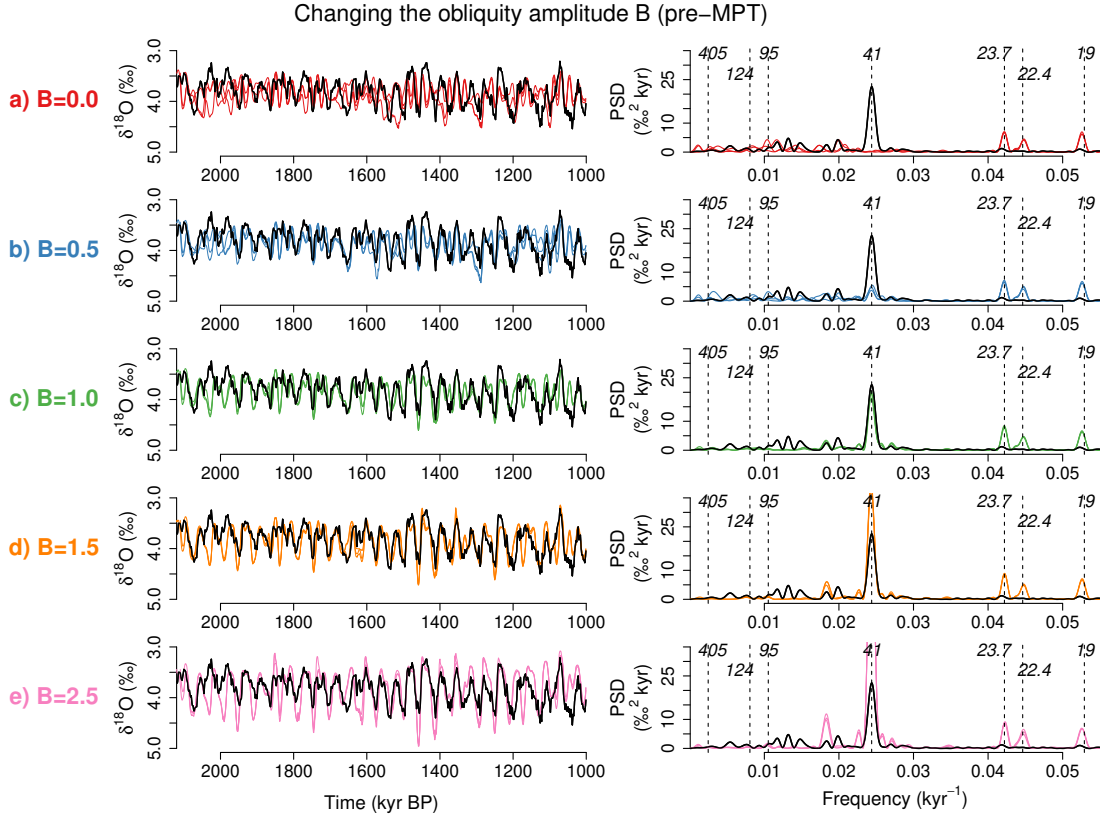 Changing the obliquity amplitude B (pre−MPT)
a) B=0.0
δ¹⁸O (‰)
3.0
4.0
5.0
2000 1800 1600 1400 1200 1000
PSD
(‰² kyr)
0 10 25
405 95 41 23.7 19
124 22.4
0.01 0.02 0.03 0.04 0.05
b) B=0.5
δ¹⁸O (‰)
3.0
4.0
5.0
2000 1800 1600 1400 1200 1000
PSD
(‰² kyr)
0 10 25
405 95 41 23.7 19
124 22.4
0.01 0.02 0.03 0.04 0.05
c) B=1.0
δ¹⁸O (‰)
3.0
4.0
5.0
2000 1800 1600 1400 1200 1000
PSD
(‰² kyr)
0 10 25
405 95 41 23.7 19
124 22.4
0.01 0.02 0.03 0.04 0.05
d) B=1.5
δ¹⁸O (‰)
3.0
4.0
5.0
2000 1800 1600 1400 1200 1000
PSD
(‰² kyr)
0 10 25
405 95 41 23.7 19
124 22.4
0.01 0.02 0.03 0.04 0.05
e) B=2.5
δ¹⁸O (‰)
3.0
4.0
5.0
2000 1800 1600 1400 1200 1000
Time (kyr BP)
PSD
(‰² kyr)
0 10 25
405 95 41 23.7 19
124 22.4
0.01 0.02 0.03 0.04 0.05
Frequency (kyr⁻¹)